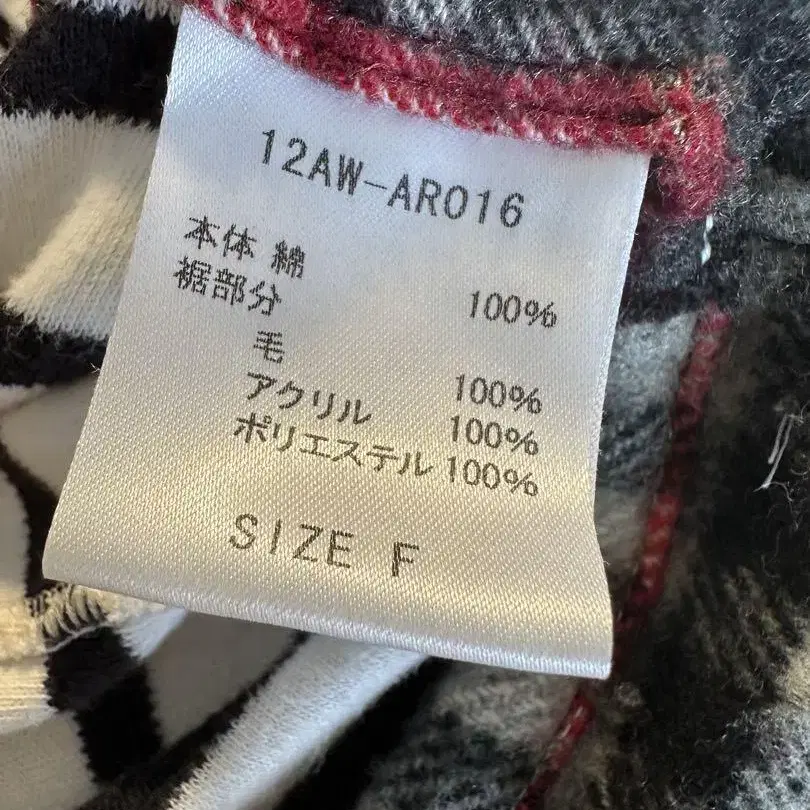 12AW-AR016
本体 綿 100%
裾部分
毛 100%
アクリル 100%
ポリエステル 100%
SIZE F